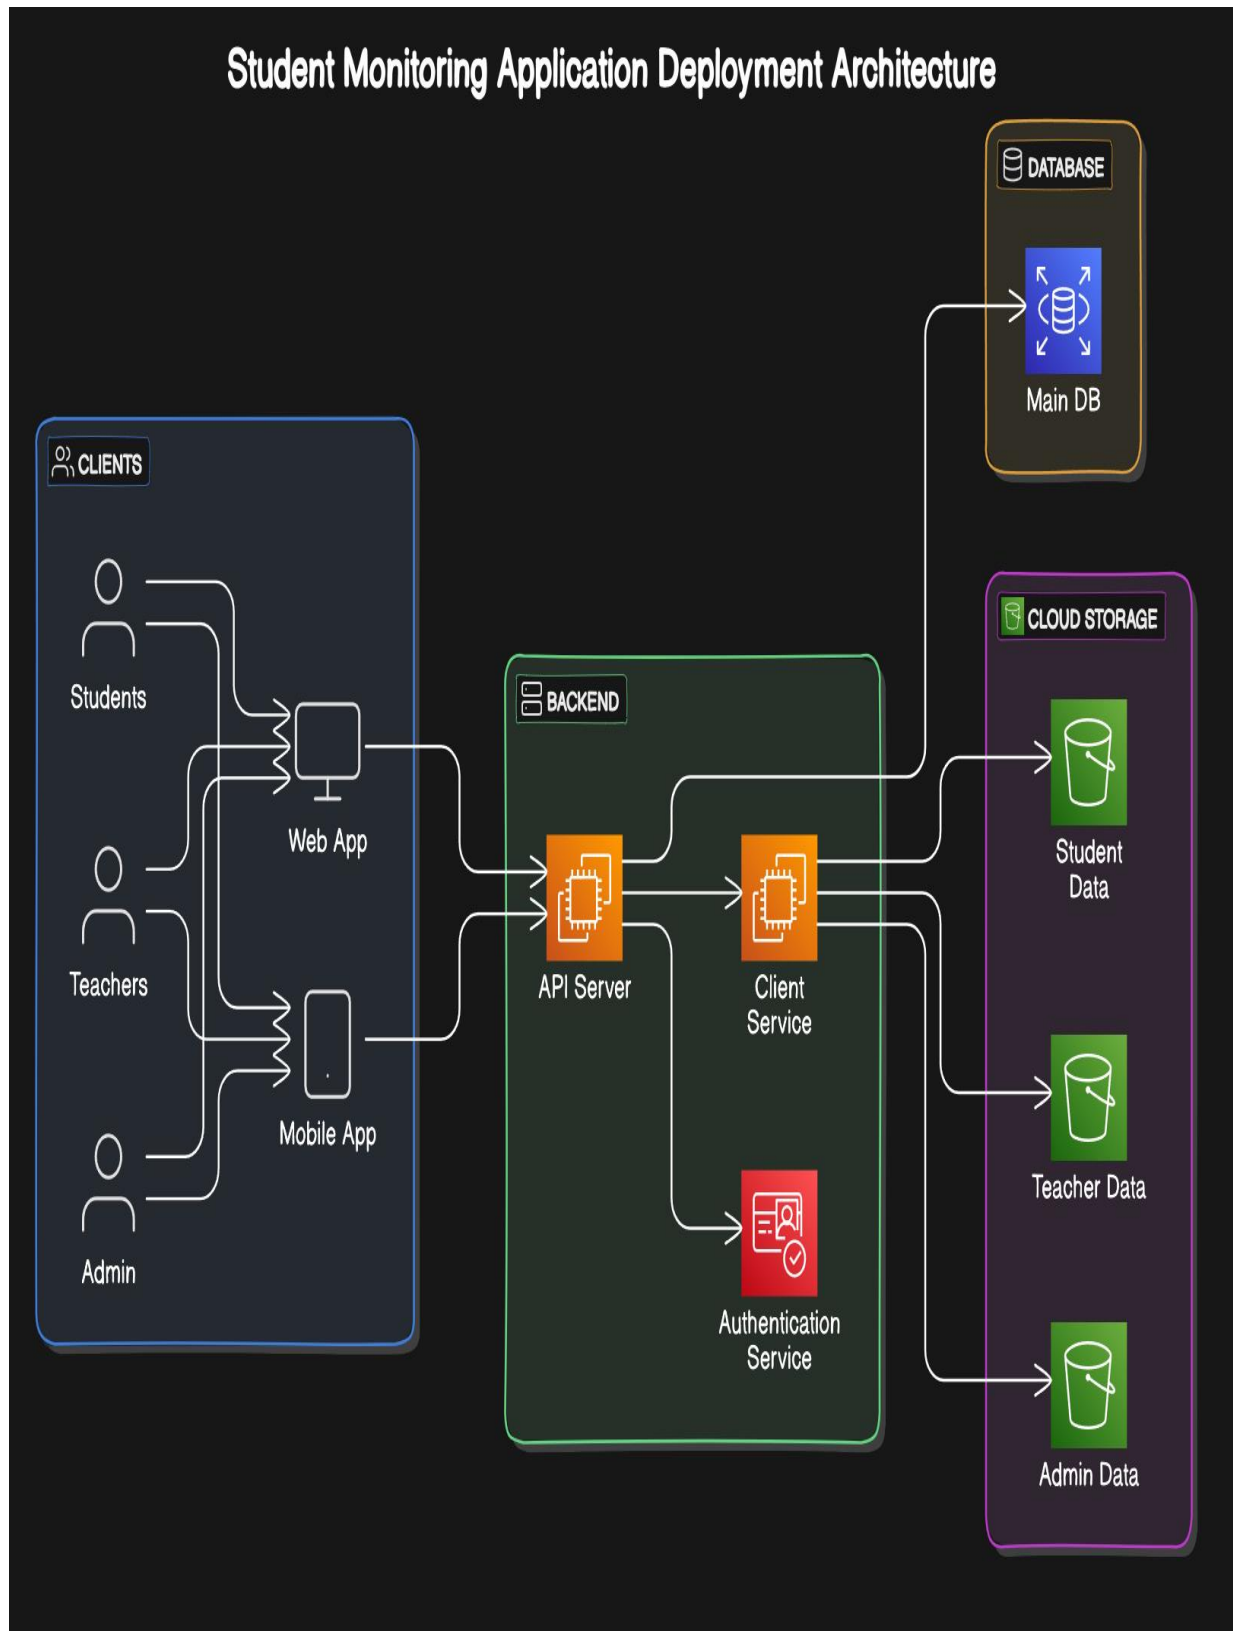 Student Monitoring Application Deployment Architecture
DATABASE
Main DB
CLIENTS
Students
Web App
Teachers
Mobile App
Admin
BACKEND
API Server
Client
Service
Authentication
Service
CLOUD STORAGE
Student
Data
Teacher Data
Admin Data